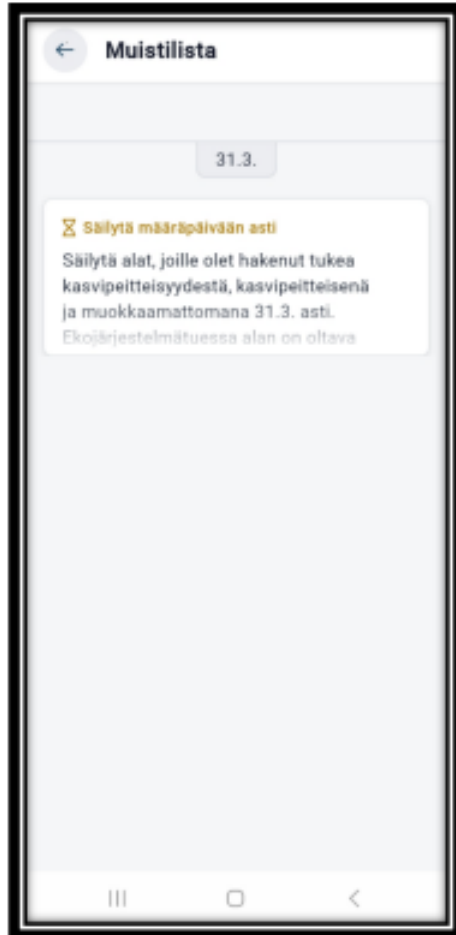 Muistilista
31.3.
Säilytä määräpäivään asti
Säilytä alat, joille olet hakenut tukea
kasvipeitteisyydestä, kasvipeitteisenä
ja muokkaamattomana 31.3. asti.
Ekojärjestelmätuessa alan on oltava